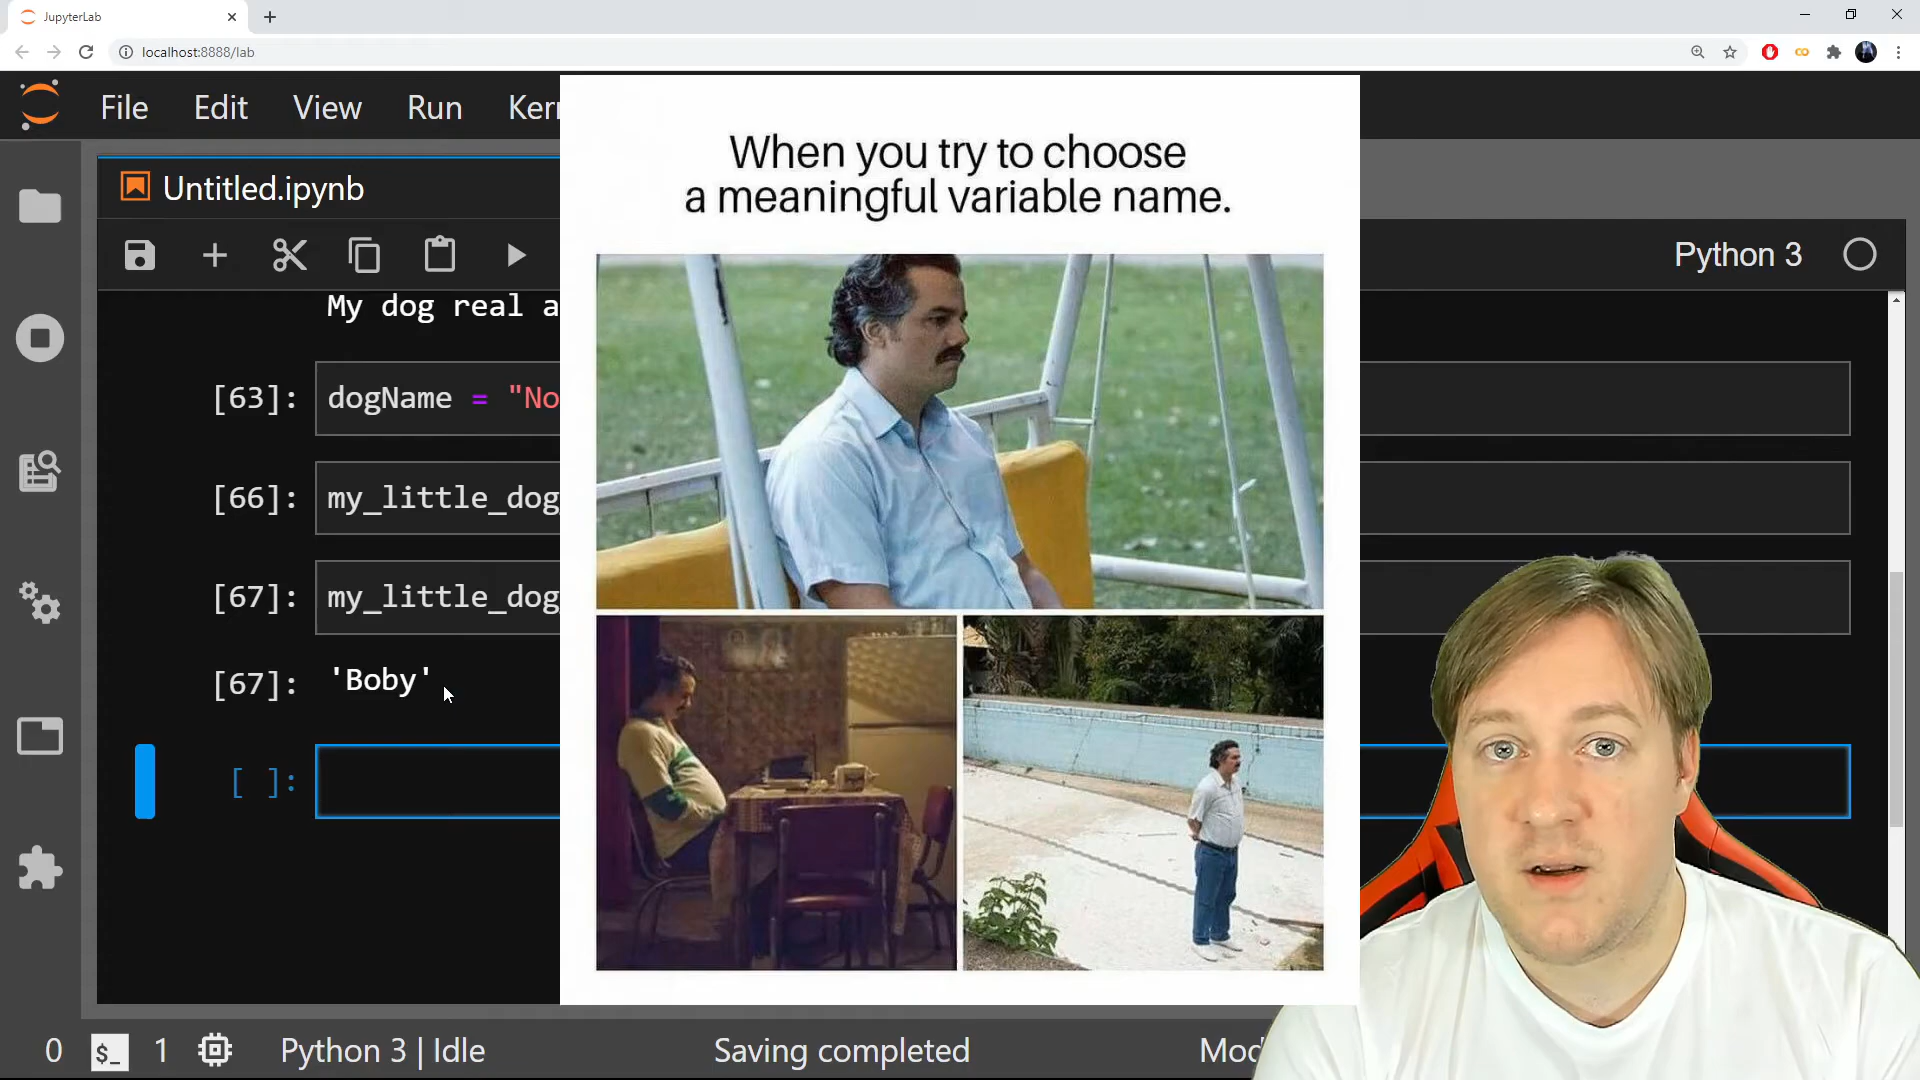 JupyterLab
localhost:8888/lab
File Edit View Run Kern
When you try to choose
a meaningful variable name.
Untitled.ipynb
Python 3
My dog real a
[63]: dogName = "No
[66]: my_little_dog
[67]: my_little_dog
[67]: 'Boby'
[ ]:
0 $_ 1 Python 3 | Idle Saving completed Mod